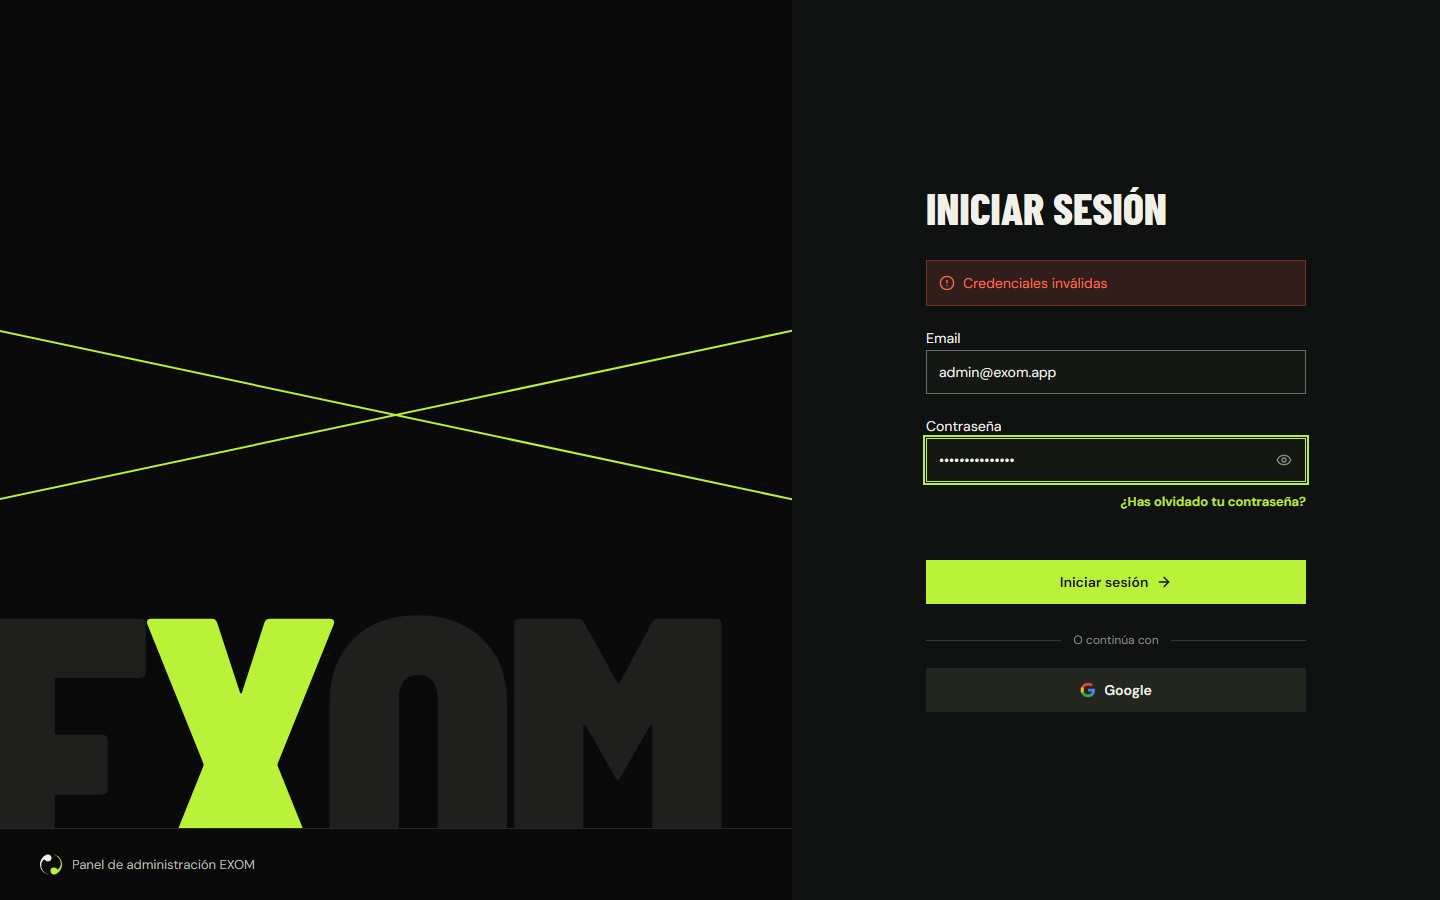 INICIAR SESIÓN
Credenciales inválidas
Email
admin@exom.app
Contraseña
•••••••••••••••
¿Has olvidado tu contraseña?
Iniciar sesión
O continúa con
Google
EXOM
Panel de administración EXOM